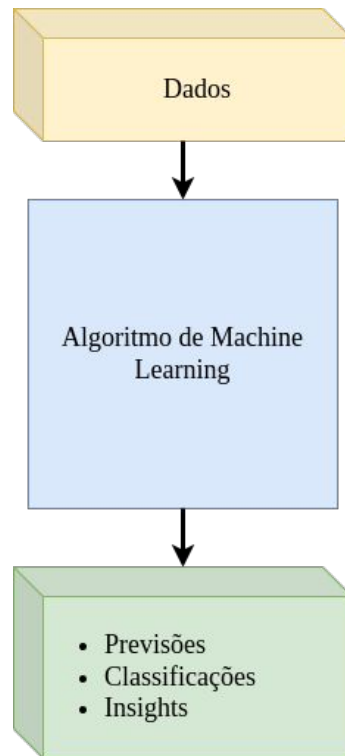 Dados
Algoritmo de Machine
Learning
• Previsões
• Classificações
• Insights